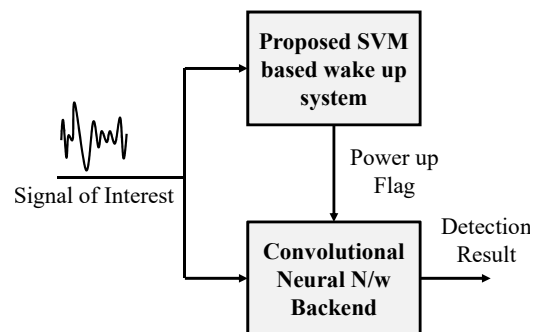 Proposed SVM
based wake up
system
Power up
Flag
Signal of Interest
Convolutional
Neural N/w
Backend
Detection
Result